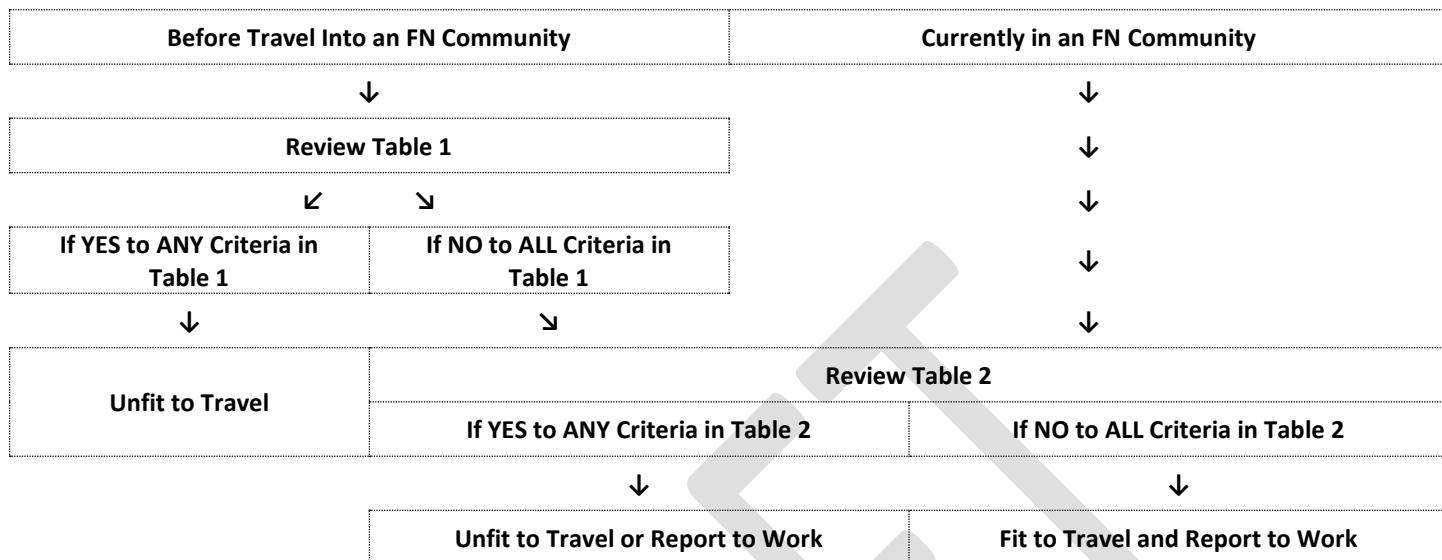 Before Travel Into an FN Community
Currently in an FN Community
↓
↓
Review Table 1
↓
↙ ↘
↓
If YES to ANY Criteria in
Table 1
If NO to ALL Criteria in
Table 1
↓
↓
↘
↓
Unfit to Travel
Review Table 2
If YES to ANY Criteria in Table 2
If NO to ALL Criteria in Table 2
↓
↓
Unfit to Travel or Report to Work
Fit to Travel and Report to Work